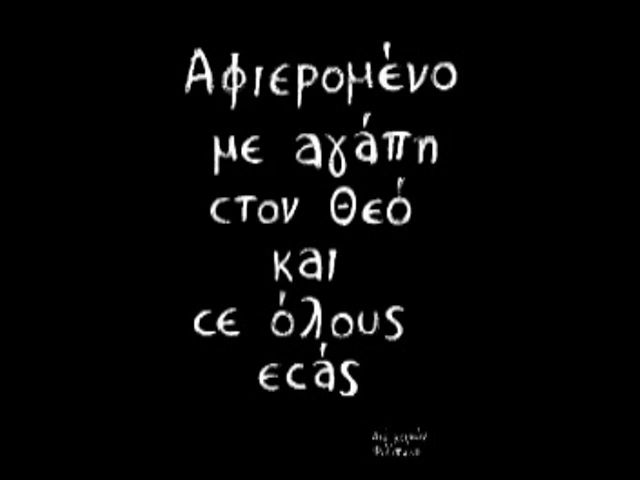 Αφιερομένο
με αγάπη
στον Θεό
και
σε όλους
εσάς